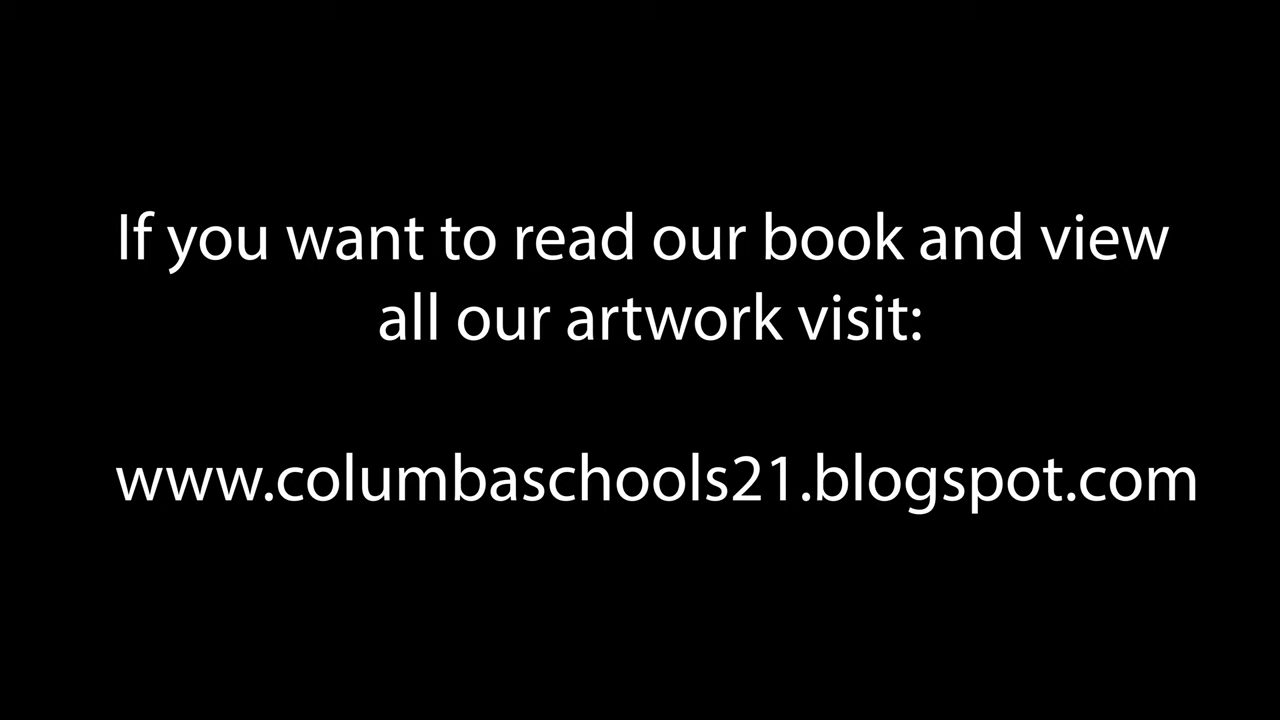 If you want to read our book and view
all our artwork visit:
www.columbaschools21.blogspot.com